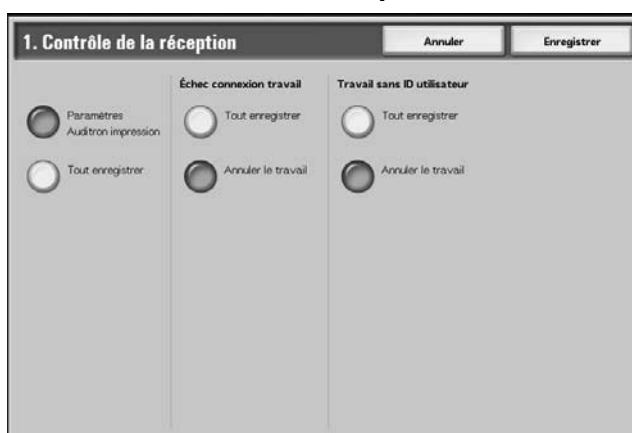 1. Contrôle de la réception
Annuler
Enregistrer
Paramètres
Auditron impression
Tout enregistrer
Échec connexion travail
Tout enregistrer
Annuler le travail
Travail sans ID utilisateur
Tout enregistrer
Annuler le travail